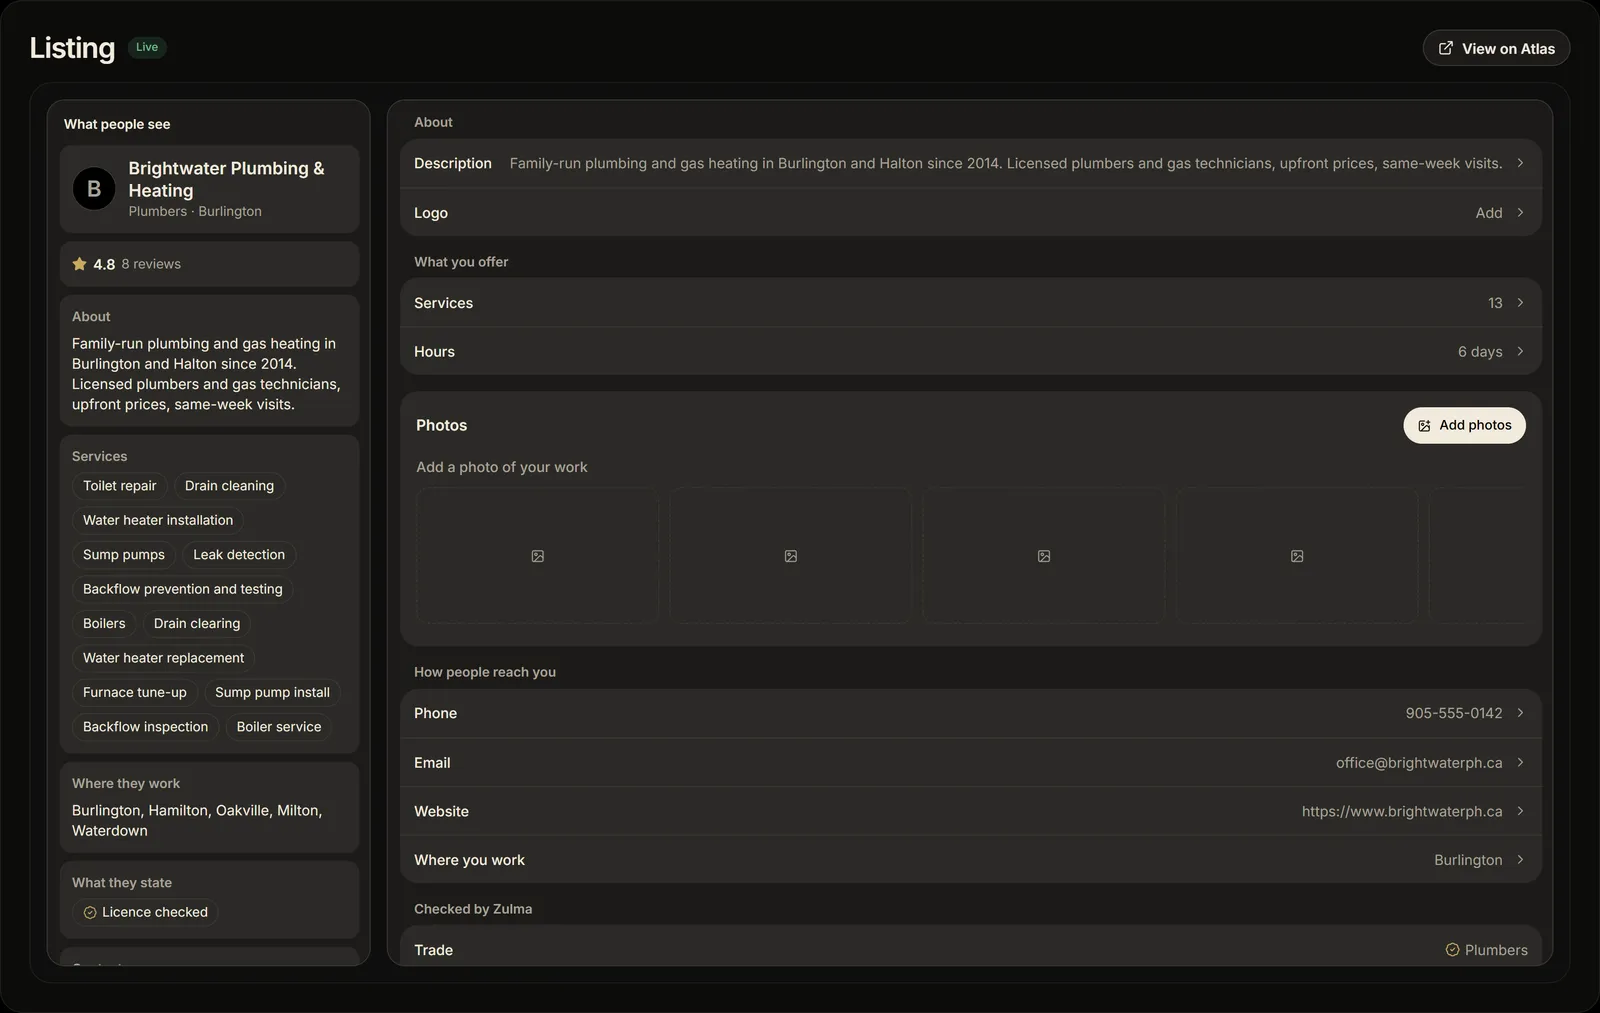 Listing
Live
View on Atlas
What people see
B
Brightwater Plumbing &
Heating
Plumbers · Burlington
4.8 8 reviews
About
Family-run plumbing and gas heating in
Burlington and Halton since 2014.
Licensed plumbers and gas technicians,
upfront prices, same-week visits.
Services
Toilet repair
Drain cleaning
Water heater installation
Sump pumps
Leak detection
Backflow prevention and testing
Boilers
Drain clearing
Water heater replacement
Furnace tune-up
Sump pump install
Backflow inspection
Boiler service
Where they work
Burlington, Hamilton, Oakville, Milton,
Waterdown
What they state
Licence checked
About
Description Family-run plumbing and gas heating in Burlington and Halton since 2014. Licensed plumbers and gas technicians, upfront prices, same-week visits.
Logo Add
What you offer
Services 13
Hours 6 days
Photos
Add photos
Add a photo of your work
How people reach you
Phone 905-555-0142
Email office@brightwaterph.ca
Website https://www.brightwaterph.ca
Where you work Burlington
Checked by Zulma
Trade Plumbers